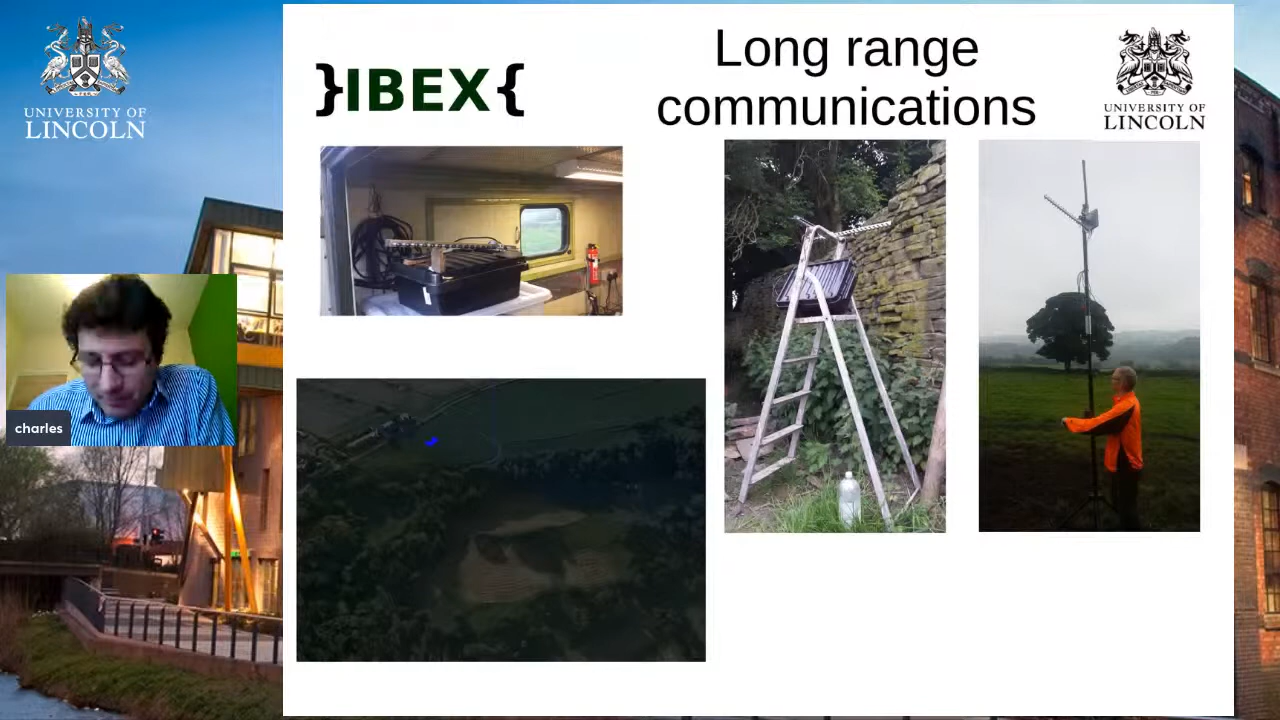 UNIVERSITY OF
LINCOLN
}IBEX{
Long range
communications
UNIVERSITY OF
LINCOLN
charles